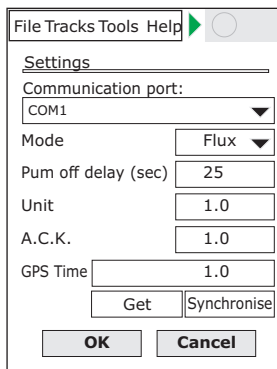 File Tracks Tools Help
Settings
Communication port:
COM1
Mode Flux
Pum off delay (sec) 25
Unit 1.0
A.C.K. 1.0
GPS Time 1.0
Get Synchronise
OK Cancel